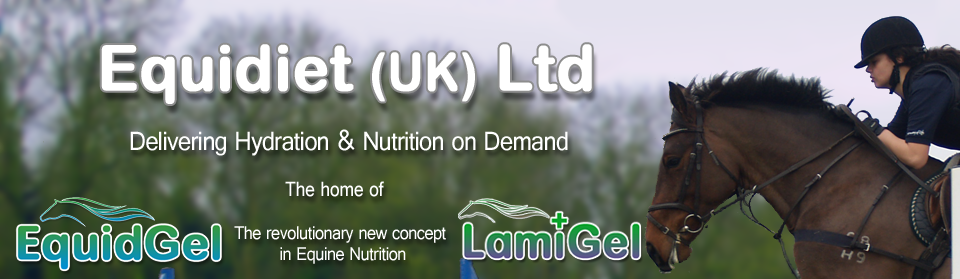 Equidiet (UK) Ltd
Delivering Hydration & Nutrition on Demand
The home of
EquidGel
The revolutionary new concept
in Equine Nutrition
LamiGel